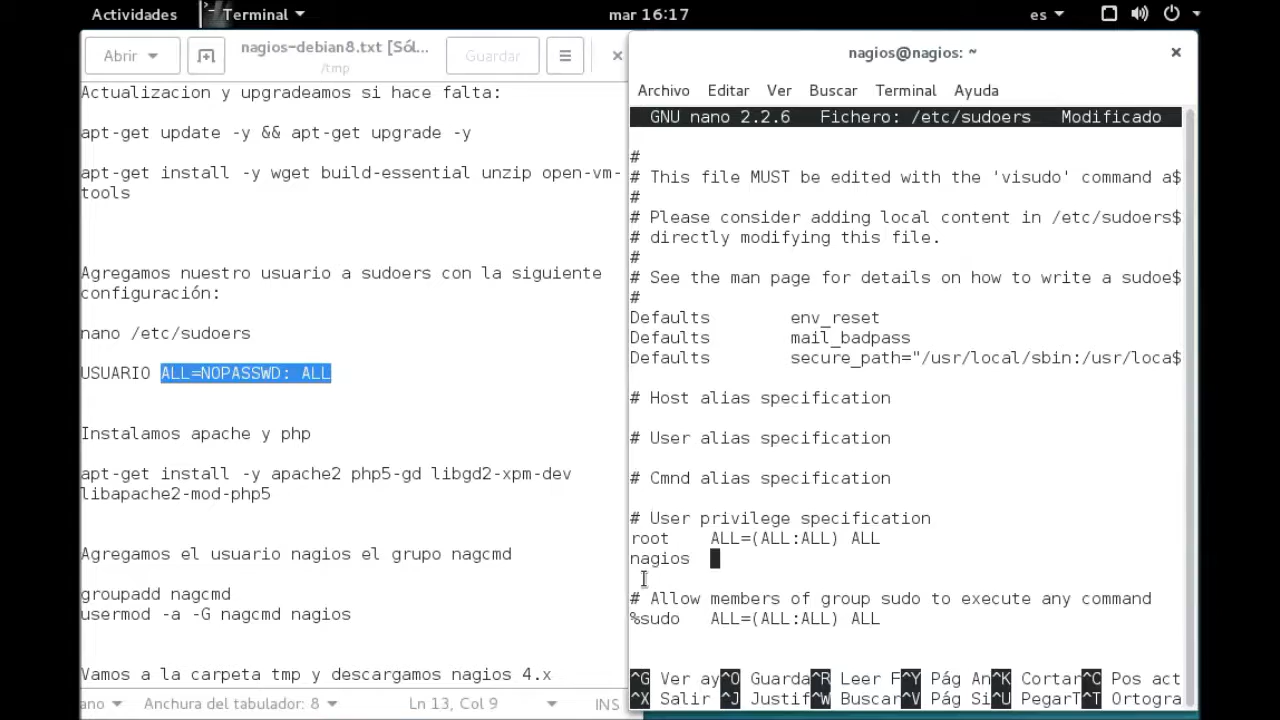 Actividades
Terminal
mar 16:17
es
Abrir
nagios-debian8.txt [Sól...
/tmp
Guardar
Actualizacion y upgradeamos si hace falta:
apt-get update -y && apt-get upgrade -y
apt-get install -y wget build-essential unzip open-vm-
tools
Agregamos nuestro usuario a sudoers con la siguiente
configuración:
nano /etc/sudoers
USUARIO ALL=NOPASSWD: ALL
Instalamos apache y php
apt-get install -y apache2 php5-gd libgd2-xpm-dev
libapache2-mod-php5
Agregamos el usuario nagios el grupo nagcmd
groupadd nagcmd
usermod -a -G nagcmd nagios
Vamos a la carpeta tmp y descargamos nagios 4.x
ano
Anchura del tabulador: 8
Ln 13, Col 9
INS
nagios@nagios: ~
Archivo Editar Ver Buscar Terminal Ayuda
GNU nano 2.2.6 Fichero: /etc/sudoers Modificado
#
# This file MUST be edited with the 'visudo' command a$
#
# Please consider adding local content in /etc/sudoers$
# directly modifying this file.
#
# See the man page for details on how to write a sudoe$
#
Defaults env_reset
Defaults mail_badpass
Defaults secure_path="/usr/local/sbin:/usr/loca$
# Host alias specification
# User alias specification
# Cmnd alias specification
# User privilege specification
root ALL=(ALL:ALL) ALL
nagios
# Allow members of group sudo to execute any command
%sudo ALL=(ALL:ALL) ALL
^G Ver ay^O Guarda^R Leer F^Y Pág An^K Cortar^C Pos act
^X Salir ^J Justif^W Buscar^V Pág Si^U PegarT^T Ortogra